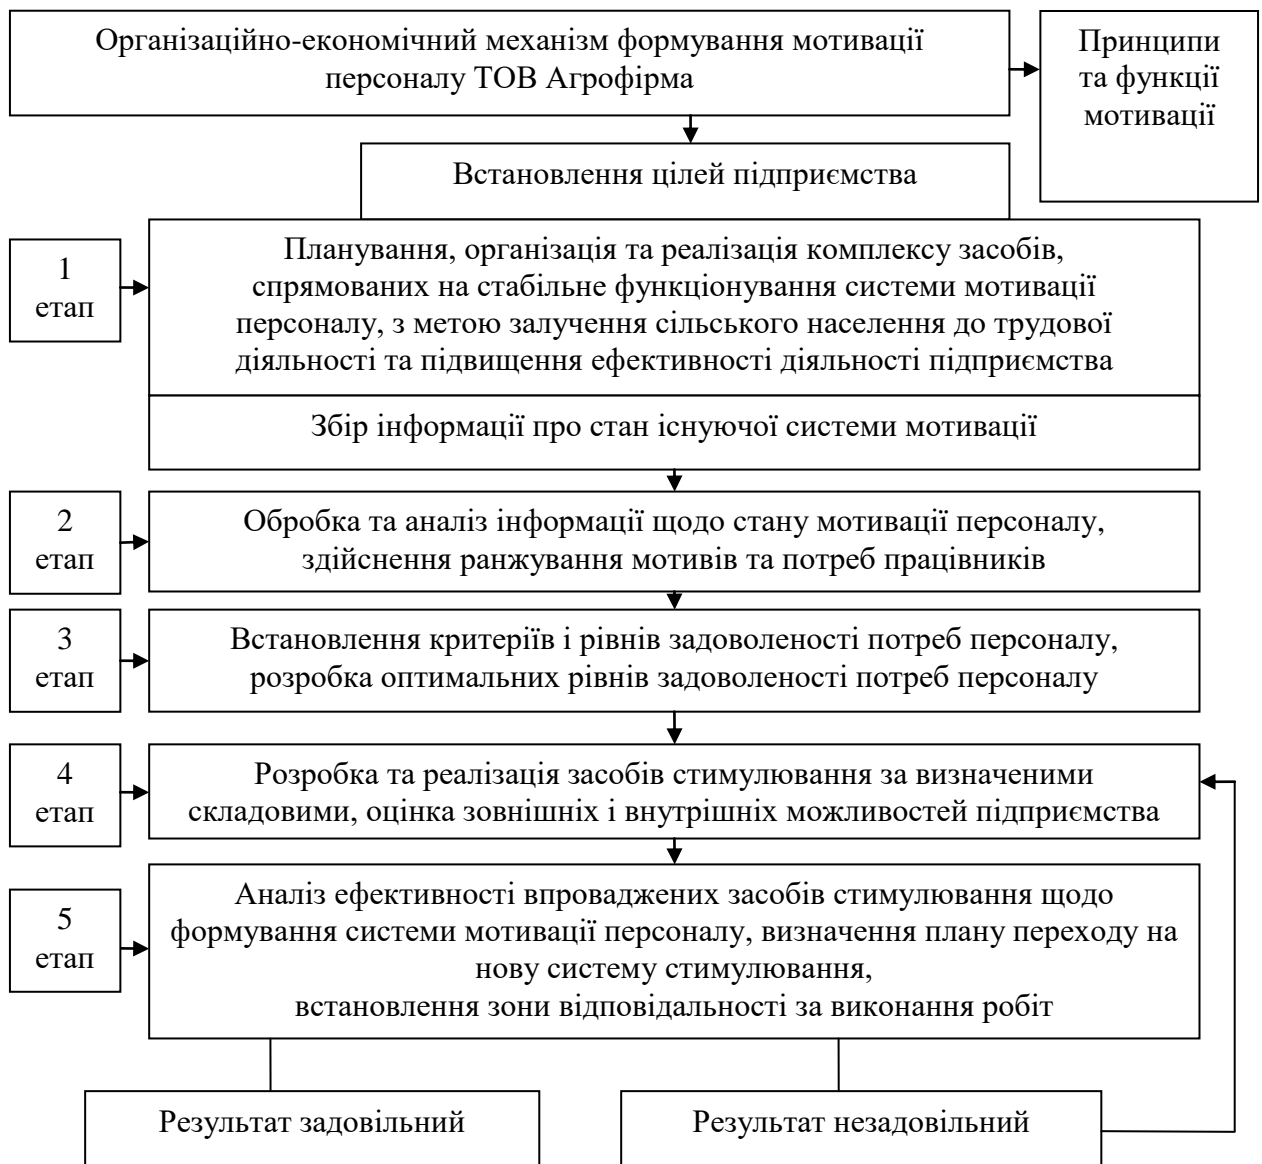 Організаційно-економічний механізм формування мотивації
персоналу ТОВ Агрофірма
Принципи
та функції
мотивації
Встановлення цілей підприємства
1
етап
Планування, організація та реалізація комплексу засобів,
спрямованих на стабільне функціонування системи мотивації
персоналу, з метою залучення сільського населення до трудової
діяльності та підвищення ефективності діяльності підприємства
Збір інформації про стан існуючої системи мотивації
2
етап
Обробка та аналіз інформації щодо стану мотивації персоналу,
здійснення ранжування мотивів та потреб працівників
3
етап
Встановлення критеріїв і рівнів задоволеності потреб персоналу,
розробка оптимальних рівнів задоволеності потреб персоналу
4
етап
Розробка та реалізація засобів стимулювання за визначеними
складовими, оцінка зовнішніх і внутрішніх можливостей підприємства
5
етап
Аналіз ефективності впроваджених засобів стимулювання щодо
формування системи мотивації персоналу, визначення плану переходу на
нову систему стимулювання,
встановлення зони відповідальності за виконання робіт
Результат задовільний
Результат незадовільний